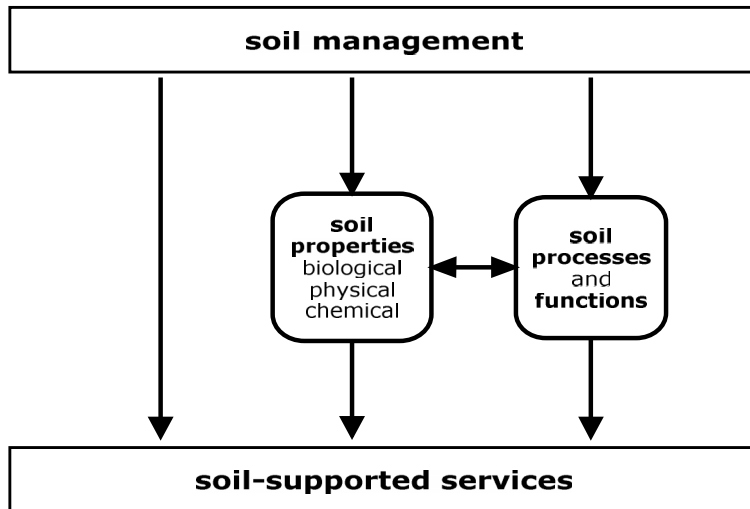 soil management
soil
properties
biological
physical
chemical
soil
processes
and
functions
soil-supported services